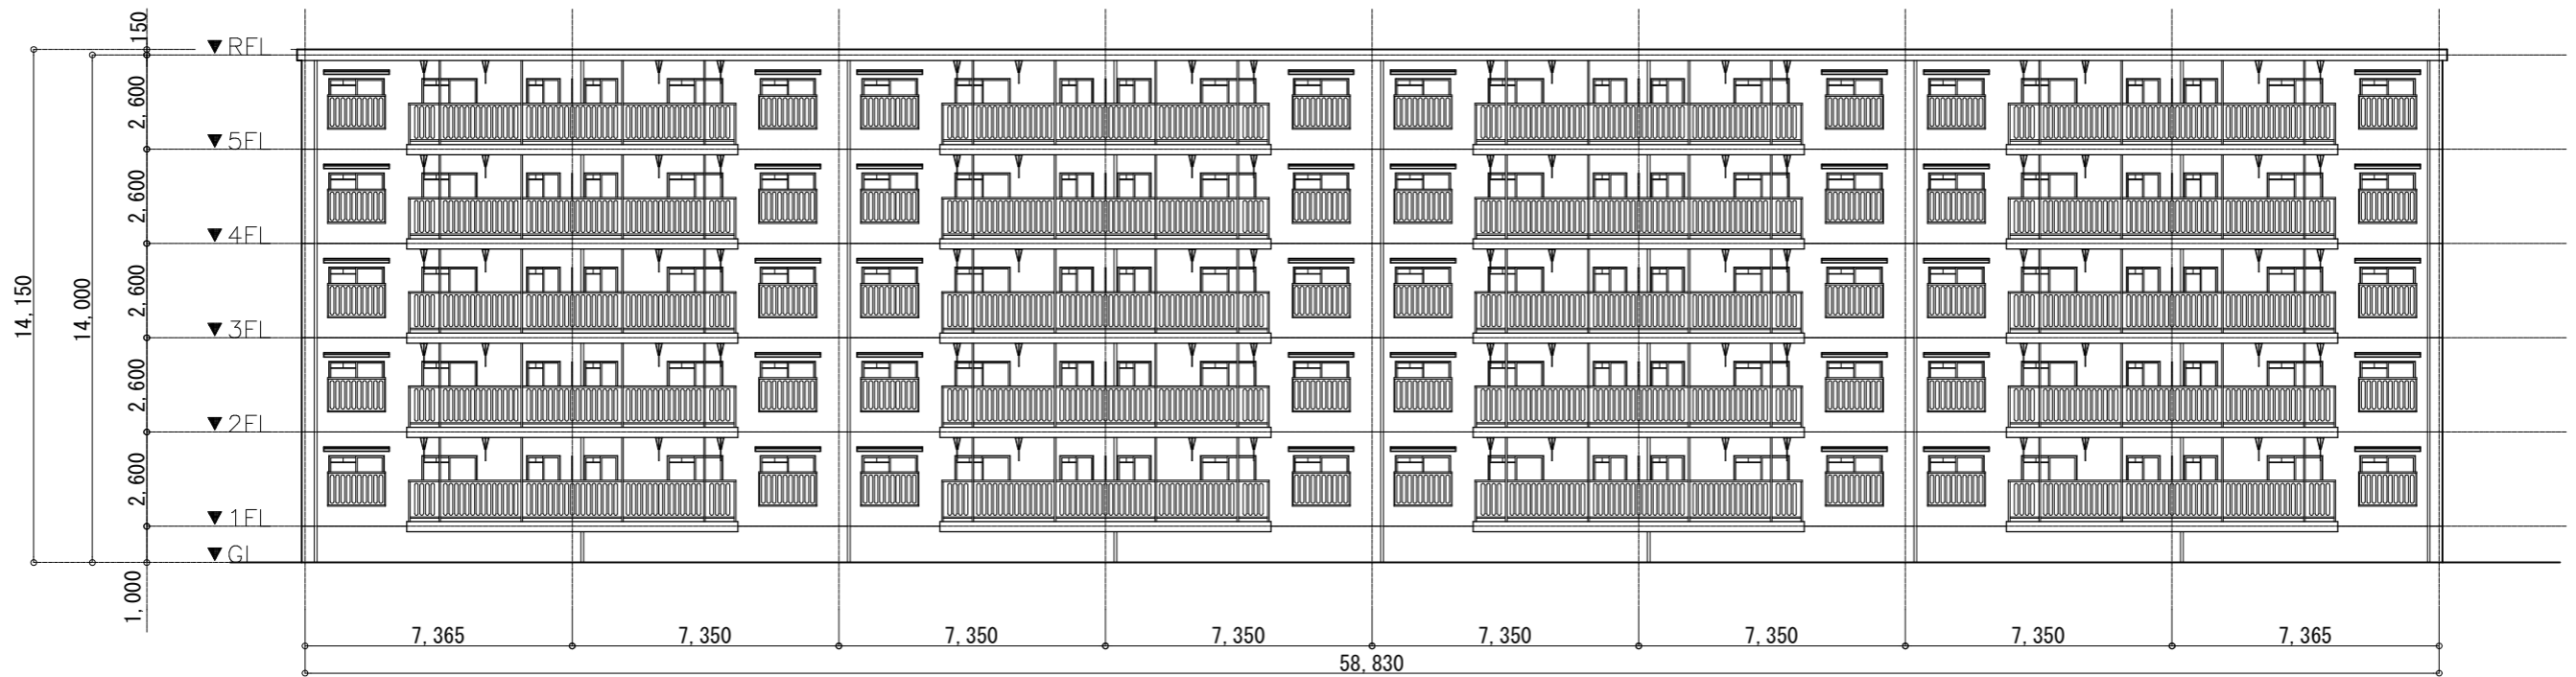 150
▼RFL
2,600
▼5FL
2,600
▼4FL
2,600
▼3FL
2,600
▼2FL
2,600
▼1FL
▼GL
1,000
14,150
14,000
7,365 7,350 7,350 7,350 7,350 7,350 7,350 7,365
58,830